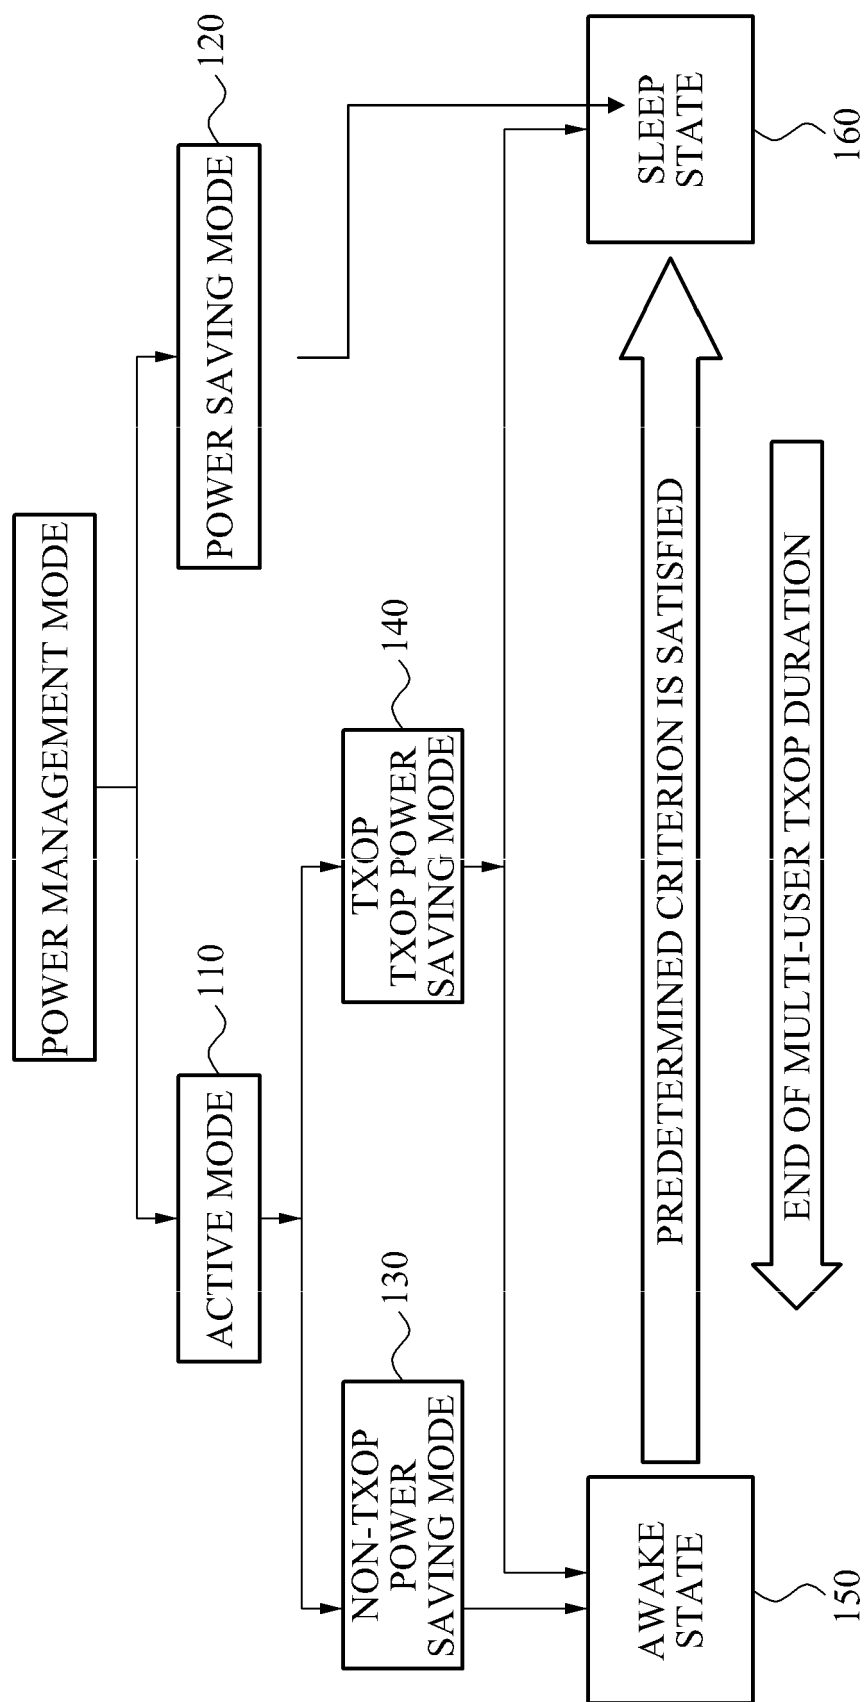 POWER MANAGEMENT MODE
110
ACTIVE MODE
120
POWER SAVING MODE
130
NON-TXOP
POWER
SAVING MODE
140
TXOP
TXOP POWER
SAVING MODE
AWAKE
STATE
150
PREDETERMINED CRITERION IS SATISFIED
END OF MULTI-USER TXOP DURATION
SLEEP
STATE
160